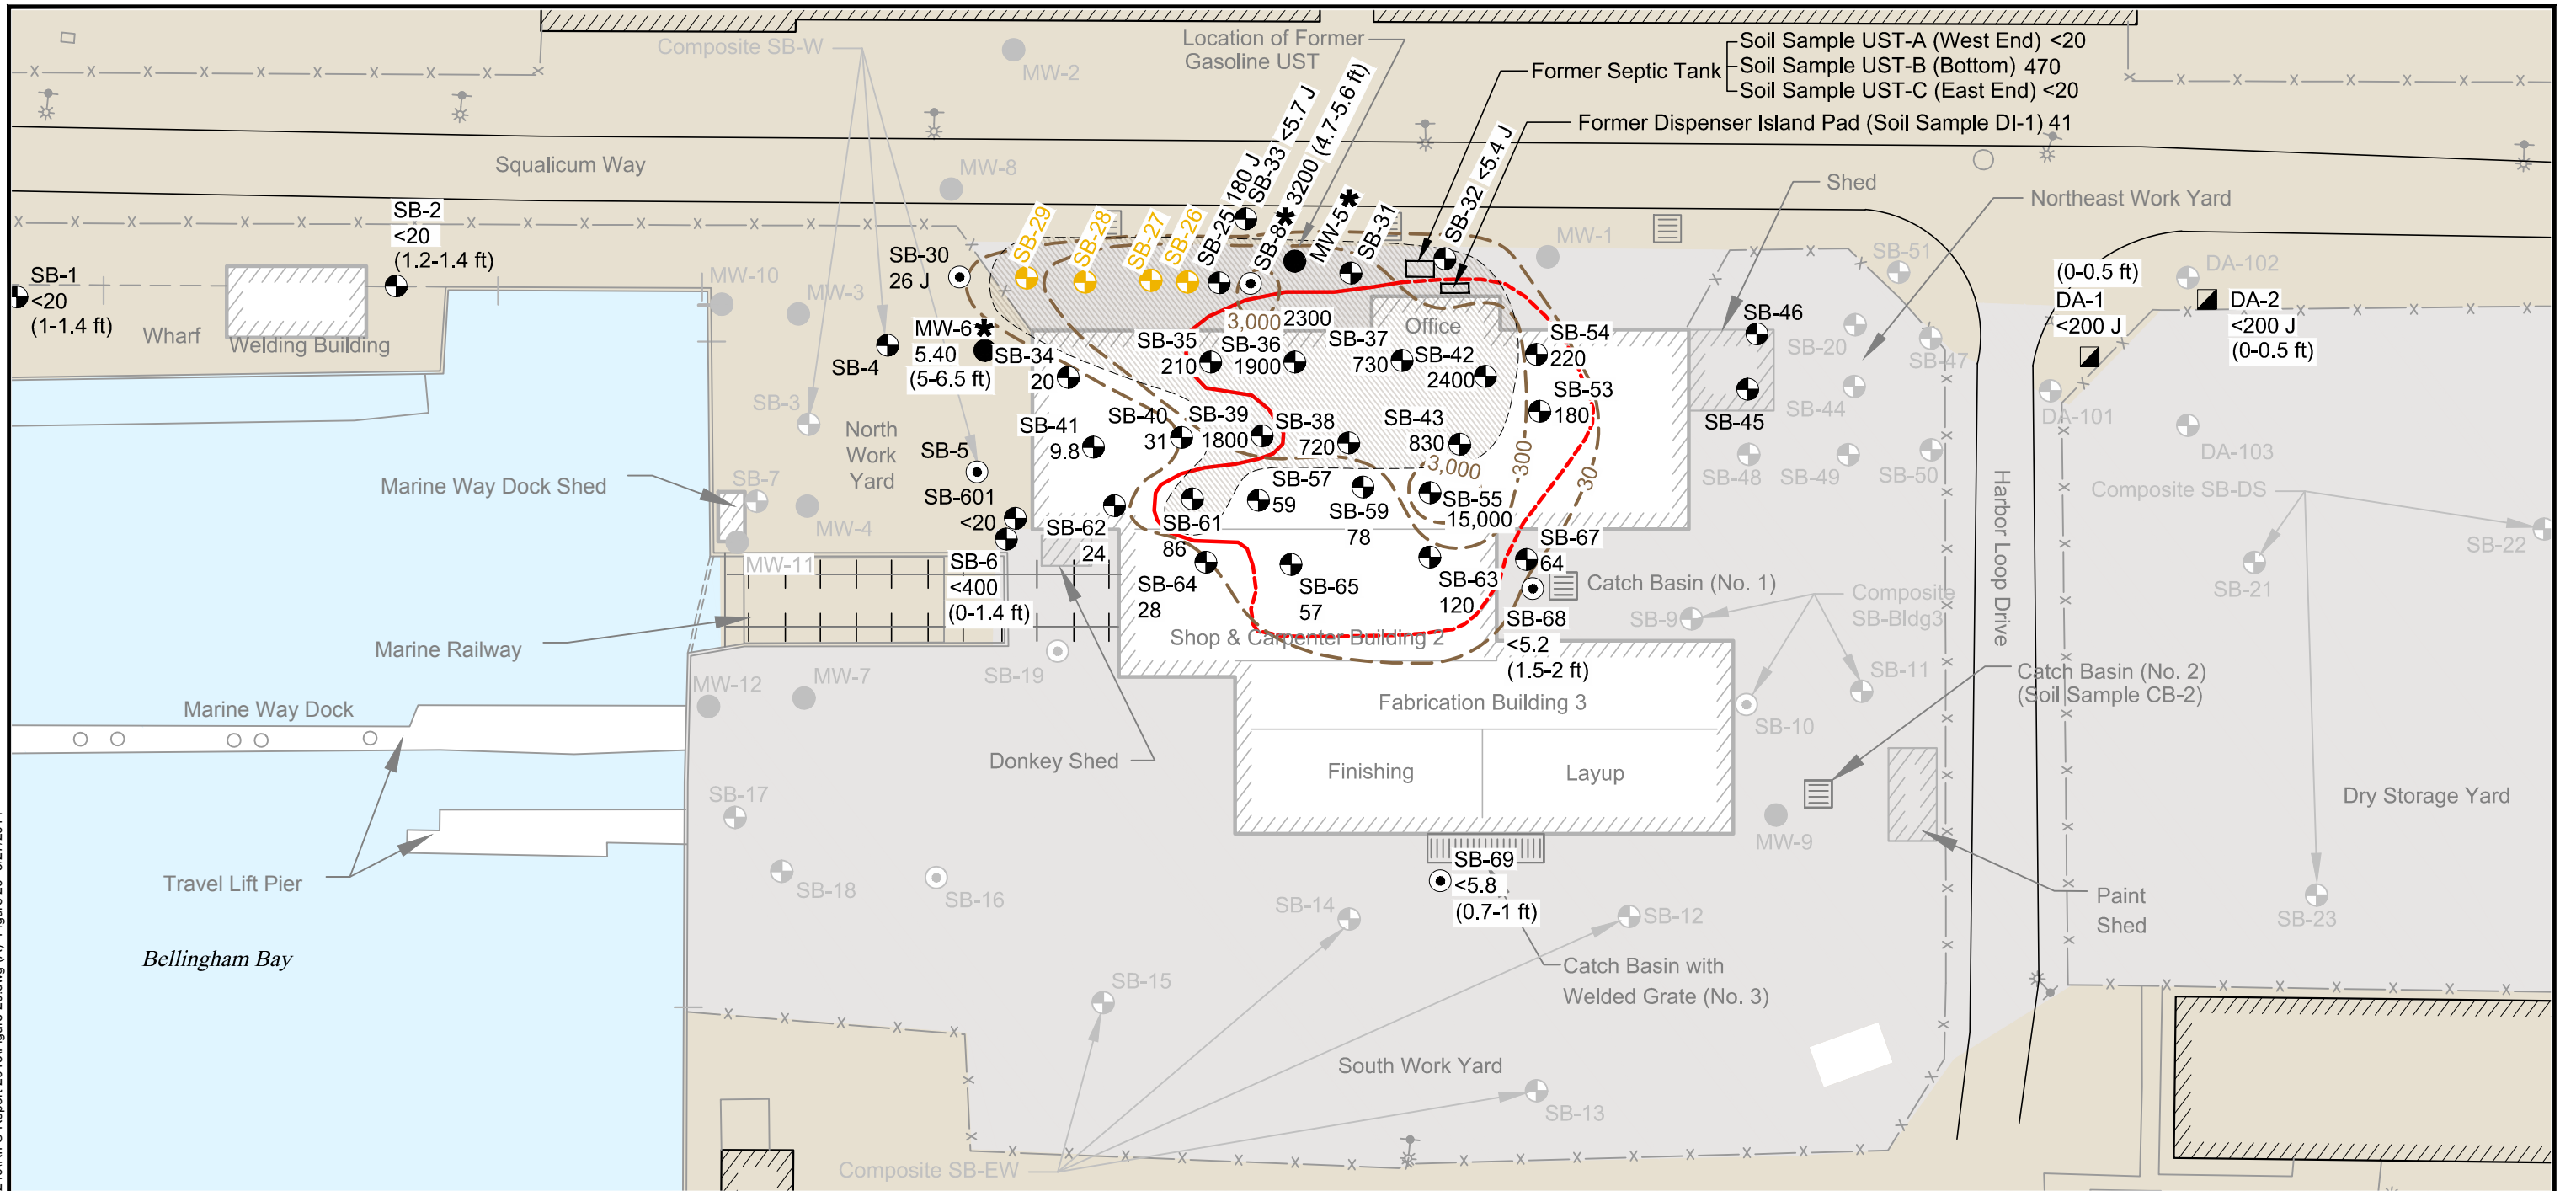 Composite SB-W
MW-2
Location of Former
Gasoline UST
Former Septic Tank
Soil Sample UST-A (West End) <20
Soil Sample UST-B (Bottom) 470
Soil Sample UST-C (East End) <20
Former Dispenser Island Pad (Soil Sample DI-1) 41
Squalicum Way
MW-8
Shed
Northeast Work Yard
SB-1
<20
(1-1.4 ft)
SB-2
<20
(1.2-1.4 ft)
Wharf
Welding Building
MW-10
MW-3
SB-30
26 J
SB-29
SB-28
SB-27
SB-26
SB-25 180 J
SB-33 <5.7 J
SB-8* 3200 (4.7-5.6 ft)
MW-5*
SB-31
SB-32 <5.4 J
MW-1
SB-51
(0-0.5 ft)
DA-1
<200 J
DA-102
DA-2
<200 J
(0-0.5 ft)
SB-4
MW-6*
5.40
(5-6.5 ft)
SB-34
20
SB-35
210
3,000
2300
SB-36
1900
SB-37
730
Office
SB-42
2400
SB-54
220
SB-53
180
SB-46
SB-45
SB-20
SB-47
SB-44
DA-101
DA-103
SB-3
North
Work
Yard
SB-5
SB-41
9.8
SB-40
31
SB-39
1800
SB-38
720
SB-43
830
3,000
300
30
SB-48
SB-49
SB-50
Composite SB-DS
Marine Way Dock Shed
SB-7
MW-4
SB-601
<20
SB-57
59
SB-59
78
SB-55
15,000
SB-61
86
SB-62
24
SB-67
64
SB-22
SB-21
MW-11
SB-6
<400
(0-1.4 ft)
SB-64
28
SB-65
57
SB-63
120
SB-68
<5.2
(1.5-2 ft)
Catch Basin (No. 1)
Composite
SB-Bldg3
SB-9
Harbor Loop Drive
Shop & Carpenter Building 2
Marine Railway
SB-19
MW-12
MW-7
Marine Way Dock
Fabrication Building 3
SB-11
SB-10
Catch Basin (No. 2)
(Soil Sample CB-2)
Donkey Shed
Finishing
Layup
Dry Storage Yard
SB-17
MW-9
SB-18
SB-16
SB-69
<5.8
(0.7-1 ft)
Travel Lift Pier
SB-14
SB-12
Paint
Shed
SB-23
Bellingham Bay
Catch Basin with
Welded Grate (No. 3)
SB-15
South Work Yard
SB-13
Composite SB-EW